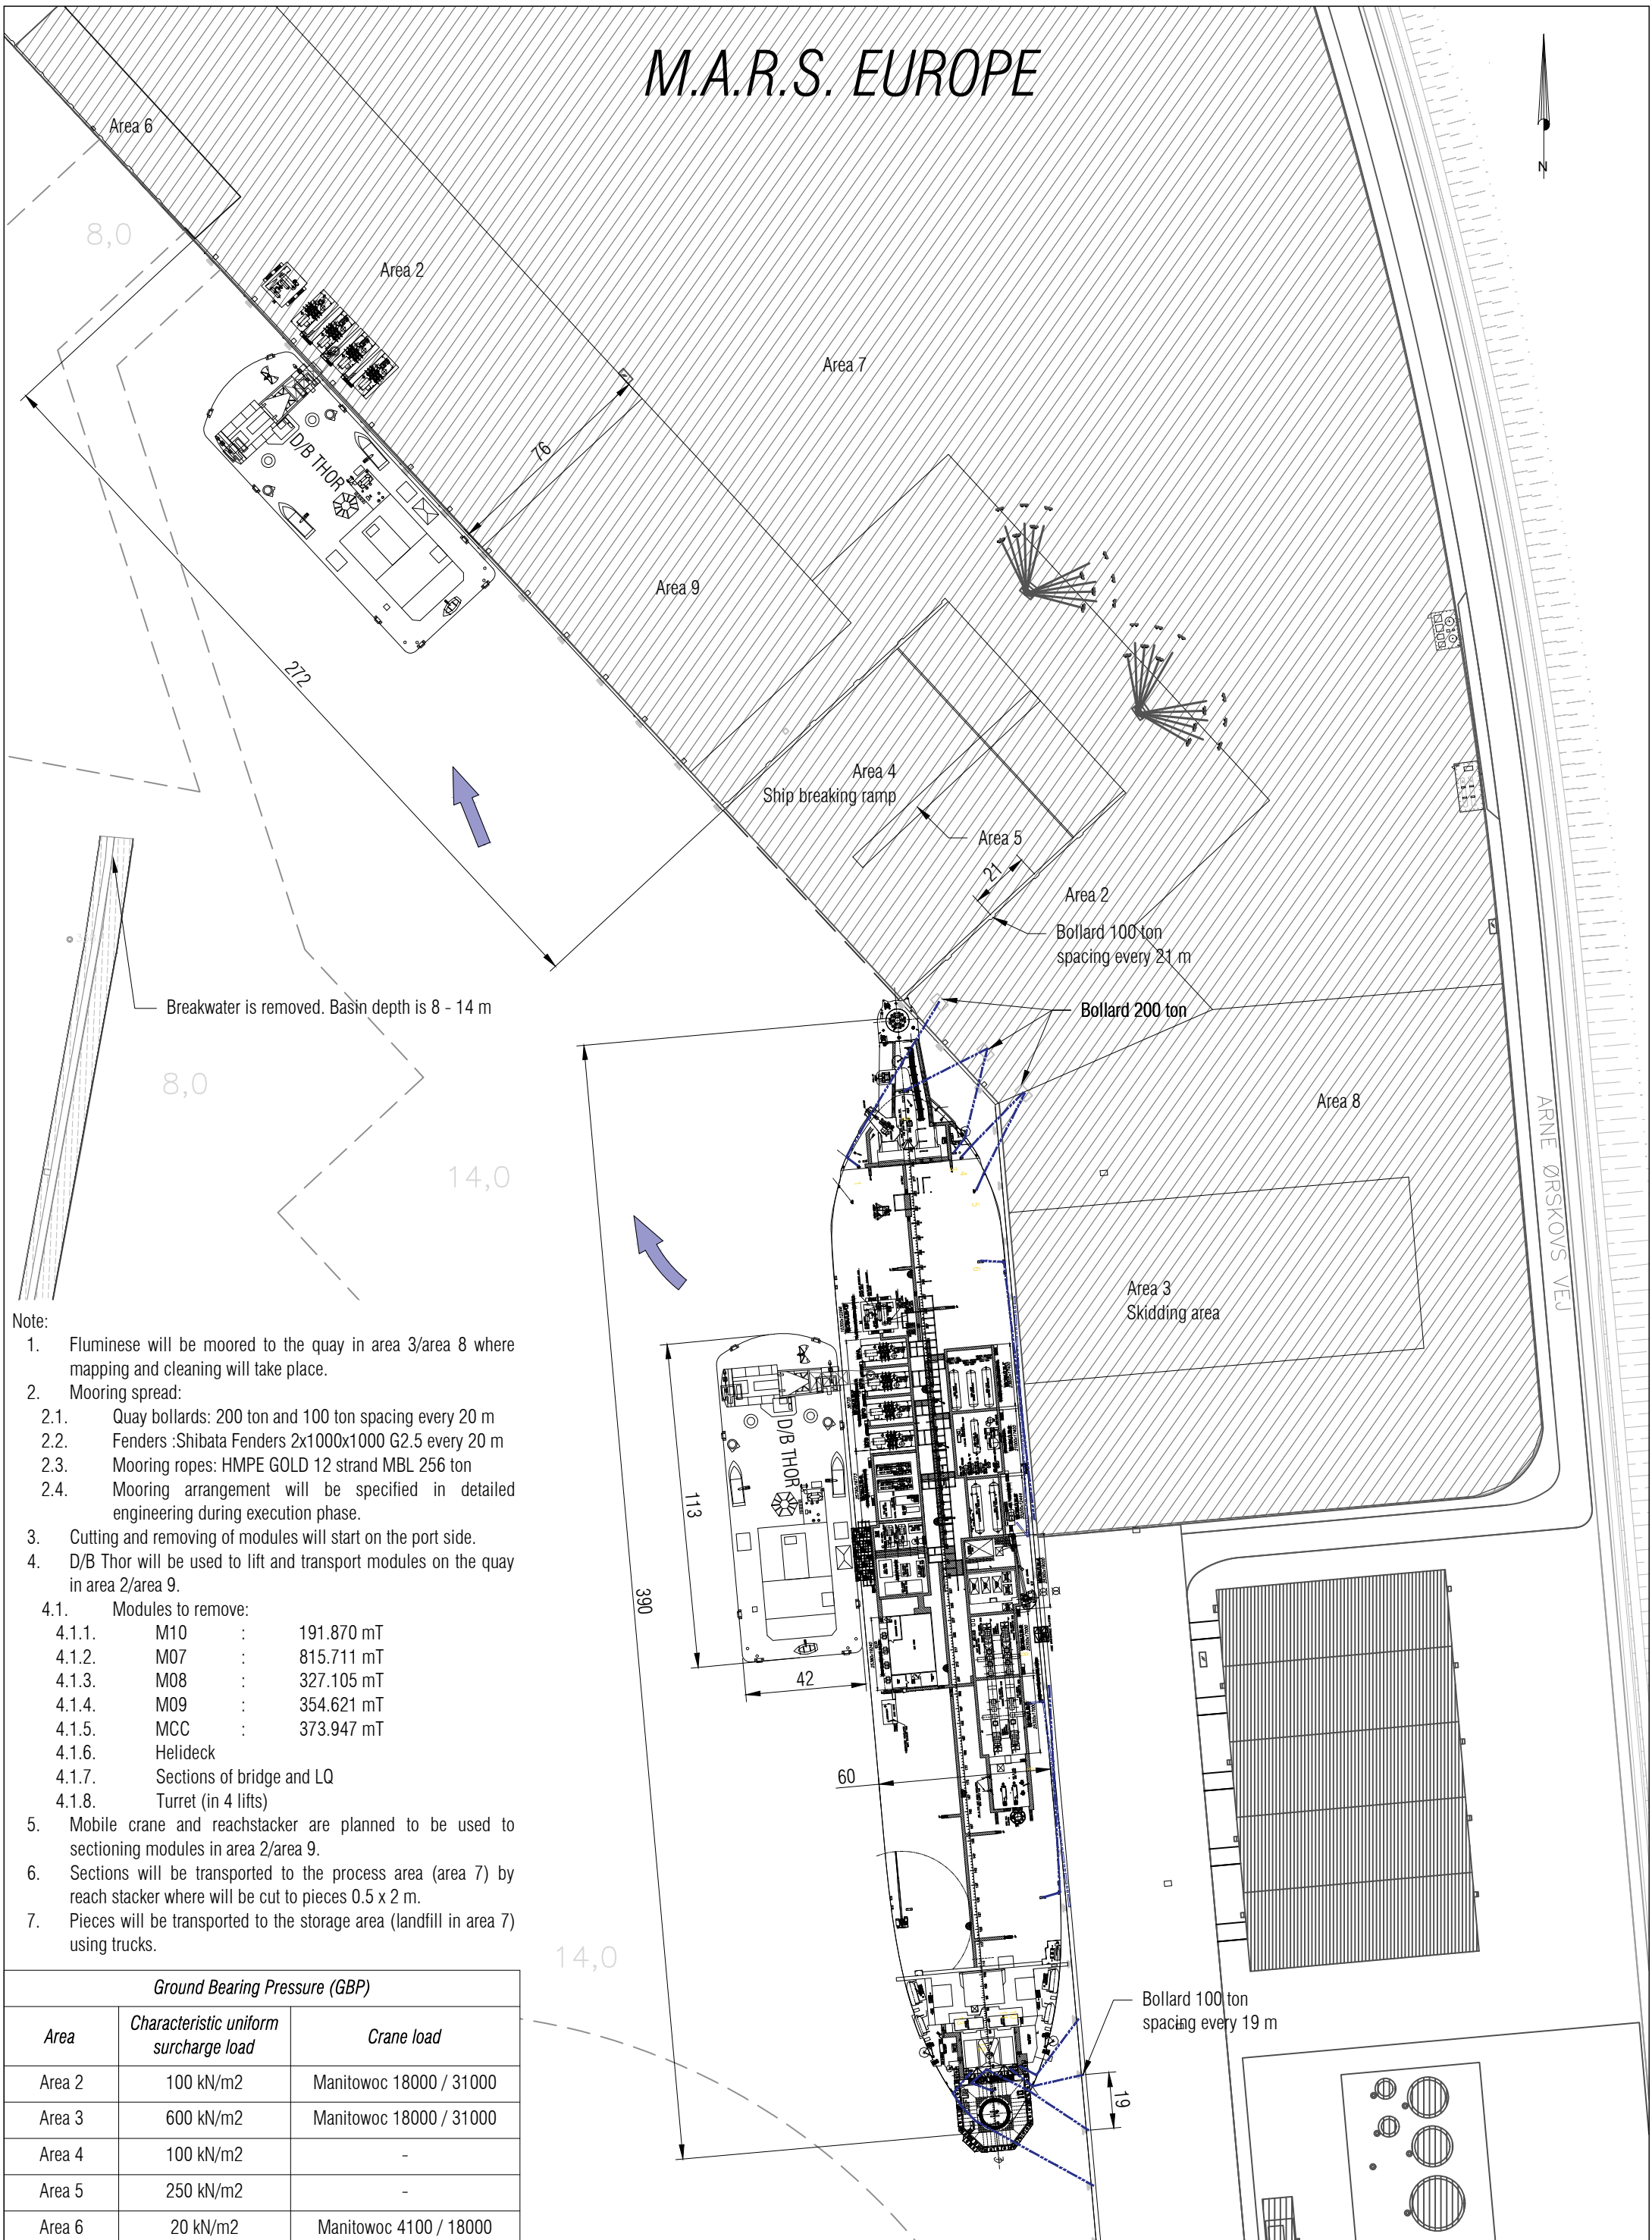 M.A.R.S. EUROPE
N
Area 6
8,0
Area 2
Area 7
76
D/B THOR
Area 9
272
Area 4
Ship breaking ramp
Area 5
21
Area 2
Bollard 100 ton
spacing every 21 m
Breakwater is removed. Basin depth is 8 - 14 m
Bollard 200 ton
8,0
14,0
Area 8
ARNE ØRSKOVS VEJ
Area 3
Skidding area
D/B THOR
113
390
42
60
14,0
Bollard 100 ton
spacing every 19 m
19
Note:
1. Fluminese will be moored to the quay in area 3/area 8 where
mapping and cleaning will take place.
2. Mooring spread:
2.1. Quay bollards: 200 ton and 100 ton spacing every 20 m
2.2. Fenders :Shibata Fenders 2x1000x1000 G2.5 every 20 m
2.3. Mooring ropes: HMPE GOLD 12 strand MBL 256 ton
2.4. Mooring arrangement will be specified in detailed
engineering during execution phase.
3. Cutting and removing of modules will start on the port side.
4. D/B Thor will be used to lift and transport modules on the quay
in area 2/area 9.
4.1. Modules to remove:
4.1.1. M10 : 191.870 mT
4.1.2. M07 : 815.711 mT
4.1.3. M08 : 327.105 mT
4.1.4. M09 : 354.621 mT
4.1.5. MCC : 373.947 mT
4.1.6. Helideck
4.1.7. Sections of bridge and LQ
4.1.8. Turret (in 4 lifts)
5. Mobile crane and reachstacker are planned to be used to
sectioning modules in area 2/area 9.
6. Sections will be transported to the process area (area 7) by
reach stacker where will be cut to pieces 0.5 x 2 m.
7. Pieces will be transported to the storage area (landfill in area 7)
using trucks.
Ground Bearing Pressure (GBP)
Area Characteristic uniform surcharge load Crane load
Area 2 100 kN/m2 Manitowoc 18000 / 31000
Area 3 600 kN/m2 Manitowoc 18000 / 31000
Area 4 100 kN/m2 -
Area 5 250 kN/m2 -
Area 6 20 kN/m2 Manitowoc 4100 / 18000